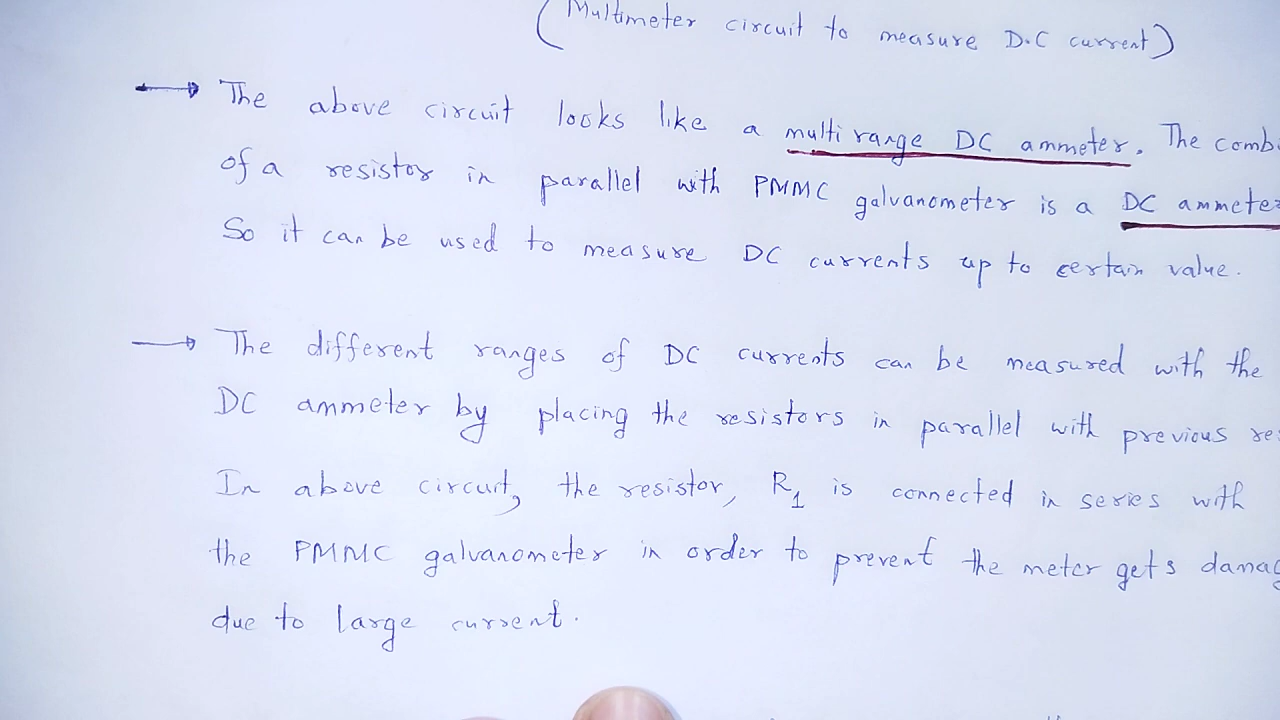 (Multimeter circuit to measure D.C current)
The above circuit looks like a multi range DC ammeter. The comb
of a resistor in parallel with PMMC galvanometer is a DC ammeter
So it can be used to measure DC currents up to certain value.
The different ranges of DC currents can be measured with the
DC ammeter by placing the resistors in parallel with previous res
In above circuit, the resistor, R1 is connected in series with
the PMMC galvanometer in order to prevent the meter gets damag
due to large current.